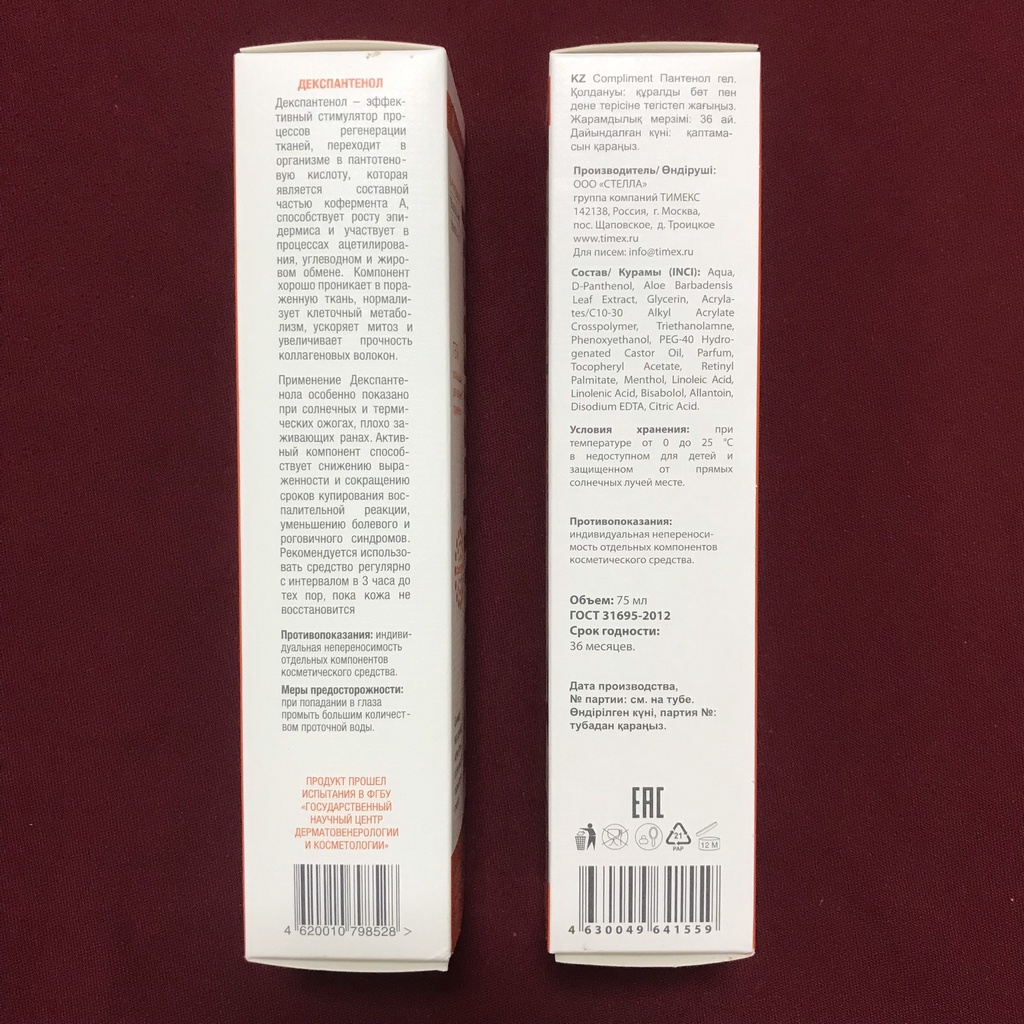 ДЕКСПАНТЕНОЛ
Декспантенол – эффек-
тивный стимулятор про-
цессов регенерации
тканей, переходит в
организме в пантотено-
вую кислоту, которая
является составной
частью кофермента А,
способствует росту эпи-
дермиса и участвует в
процессах ацетилирова-
ния, углеводном и жиро-
вом обмене. Компонент
хорошо проникает в пора-
женную ткань, нормали-
зует клеточный метабо-
лизм, ускоряет митоз и
увеличивает прочность
коллагеновых волокон.
Применение Декспанте-
нола особенно показано
при солнечных и терми-
ческих ожогах, плохо за-
живающих ранах. Актив-
ный компонент способ-
ствует снижению выра-
женности и сокращению
сроков купирования вос-
палительной реакции,
уменьшению болевого и
роговичного синдромов.
Рекомендуется использо-
вать средство регулярно
с интервалом в 3 часа до
тех пор, пока кожа не
восстановится
Противопоказания: индиви-
дуальная непереносимость
отдельных компонентов
косметического средства.
Меры предосторожности:
при попадании в глаза
промыть большим количест-
вом проточной воды.
ПРОДУКТ ПРОШЕЛ
ИСПЫТАНИЯ В ФГБУ
«ГОСУДАРСТВЕННЫЙ
НАУЧНЫЙ ЦЕНТР
ДЕРМАТОВЕНЕРОЛОГИИ
И КОСМЕТОЛОГИИ»
4 620010 798528 >
KZ Compliment Пантенол гел.
Қолдануы: құралды бет пен
дене терісіне тегістеп жағыңыз.
Жарамдылық мерзімі: 36 ай.
Дайындалған күні: қаптама-
сын қараңыз.
Производитель/ Өндіруші:
ООО «СТЕЛЛА»
группа компаний ТИМЕКС
142138, Россия, г. Москва,
пос. Щаповское, д. Троицкое
www.timex.ru
Для писем: info@timex.ru
Состав/ Курамы (INCI): Aqua,
D-Panthenol, Aloe Barbadensis
Leaf Extract, Glycerin, Acryla-
tes/C10-30 Alkyl Acrylate
Crosspolymer, Triethanolamne,
Phenoxyethanol, PEG-40 Hydro-
genated Castor Oil, Parfum,
Tocopheryl Acetate, Retinyl
Palmitate, Menthol, Linoleic Acid,
Linolenic Acid, Bisabolol, Allantoin,
Disodium EDTA, Citric Acid.
Условия хранения: при
температуре от 0 до 25 °С
в недоступном для детей и
защищенном от прямых
солнечных лучей месте.
Противопоказания:
индивидуальная непереноси-
мость отдельных компонентов
косметического средства.
Объем: 75 мл
ГОСТ 31695-2012
Срок годности:
36 месяцев.
Дата производства,
№ партии: см. на тубе.
Өндірілген күні, партия №:
тубадан қараңыз.
EAC
21
PAP
12 M
4 630049 641559